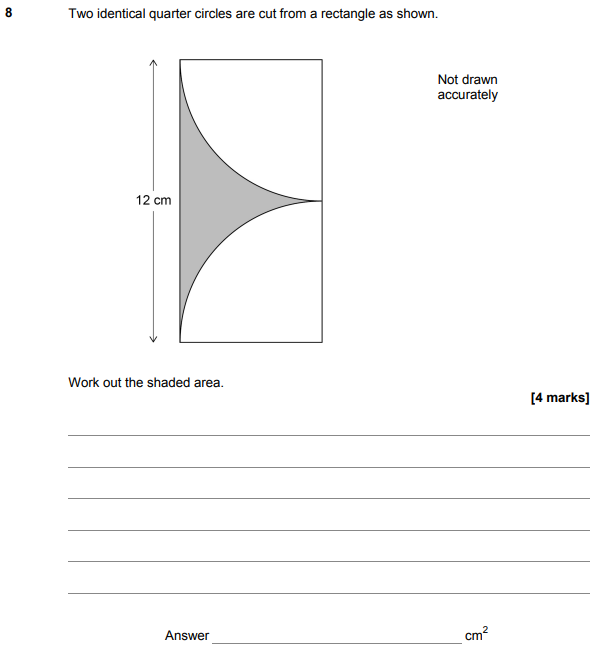 8 Two identical quarter circles are cut from a rectangle as shown.
Not drawn
accurately
12 cm
Work out the shaded area.
[4 marks]
Answer cm²